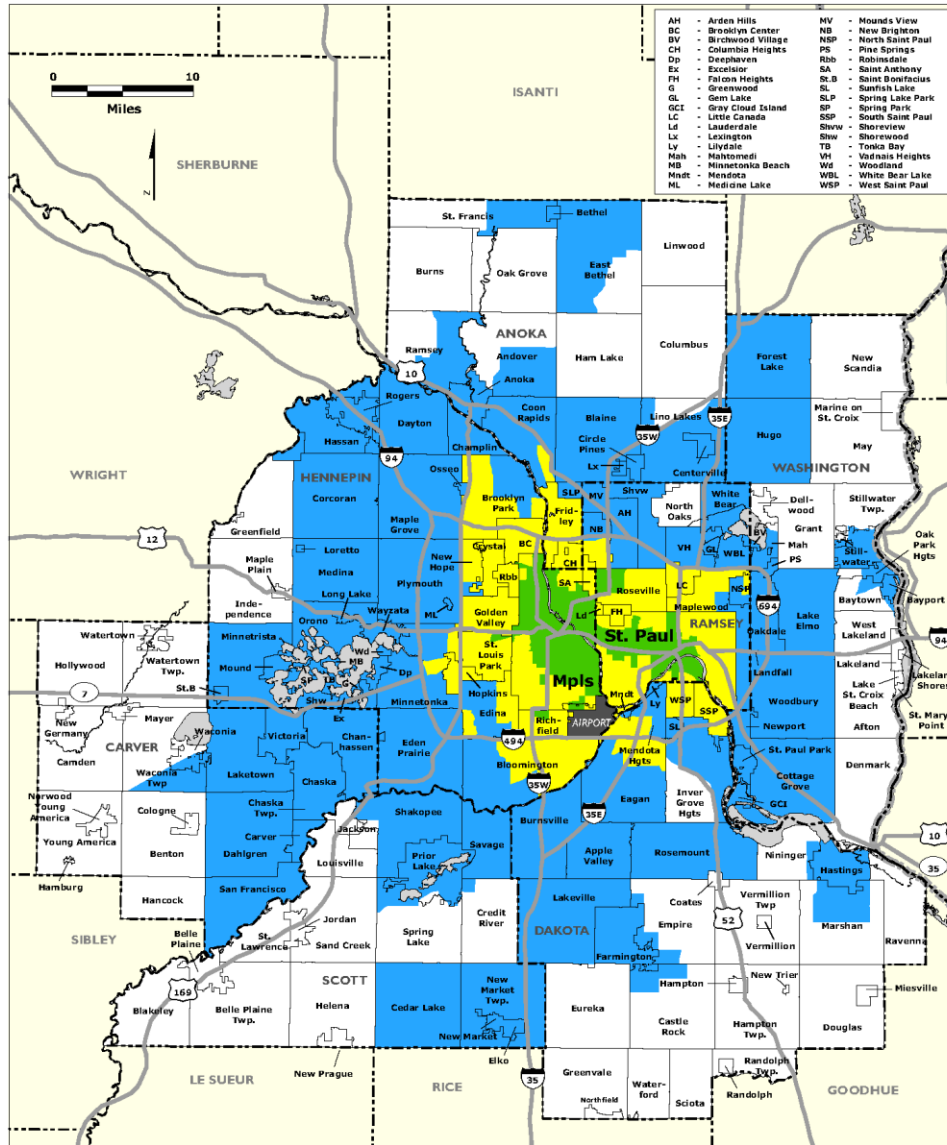 AH - Arden Hills
BC - Brooklyn Center
BV - Birchwood Village
CH - Columbia Heights
Dp - Deephaven
Ex - Excelsior
FH - Falcon Heights
G - Greenwood
GL - Gem Lake
GCI - Gray Cloud Island
LC - Little Canada
Ld - Lauderdale
Lx - Lexington
Ly - Lilydale
Mah - Mahtomedi
MB - Minnetonka Beach
Mndt - Mendota
ML - Medicine Lake
MV - Mounds View
NB - New Brighton
NSP - North Saint Paul
PS - Pine Springs
Rbb - Robinsdale
SA - Saint Anthony
St.B - Saint Bonifacius
SL - Sunfish Lake
SLP - Spring Lake Park
SP - Spring Park
SSP - South Saint Paul
Shvw - Shoreview
Shw - Shorewood
TB - Tonka Bay
VH - Vadnais Heights
Wd - Woodland
WBL - White Bear Lake
WSP - West Saint Paul
0 10
Miles
N
ISANTI
SHERBURNE
St. Francis
Bethel
Linwood
Burns
Oak Grove
East
Bethel
ANOKA
Ramsey
Andover
Ham Lake
Columbus
Forest
Lake
New
Scandia
10
Anoka
Rogers
Coon
Rapids
Blaine
Lino Lakes
35E
Marine on
St. Croix
Hassan
Dayton
Champlin
35W
Circle
Pines
Hugo
May
94
Lx
Centerville
WASHINGTON
WRIGHT
HENNEPIN
Osseo
Brooklyn
Park
SLP
MV
Shvw
White
Bear
Dell-
wood
Stillwater
Twp.
Corcoran
Frid-
ley
AH
North
Oaks
BV
Grant
Oak
Park
Hgts
Greenfield
Maple
Grove
NB
12
BC
VH
GL
WBL
Mah
Still-
water
Loretto
Crystal
CH
PS
Maple
Plain
Medina
New
Hope
Rbb
SA
Roseville
LC
NSP
Baytown
Bayport
Long Lake
Plymouth
Inde-
pendence
Wayzata
ML
Golden
Valley
Ld
FH
Maplewood
694
Lake
Elmo
Orono
RAMSEY
West
Lakeland
Watertown
Minnetrista
St. Paul
Oakdale
94
Wd
MB
St. Louis
Park
Lakeland
Hollywood
Watertown
Twp.
Mound
Dp
Mpls
Landfall
Lakeland
Shores
SP
TB
G
Hopkins
Mndt
Ly
WSP
Lake
St. Croix
Beach
7
St.B
Shw
Minnetonka
SSP
Woodbury
St. Mary
Point
New
Germany
Mayer
Ex
Edina
Rich-
field
AIRPORT
SL
Newport
Afton
CARVER
Waconia
Victoria
Chan-
hassen
Eden
Prairie
494
Mendota
Hgts
Camden
Waconia
Twp
Laketown
Chaska
Bloomington
St. Paul Park
Denmark
35W
Cottage
Grove
Norwood
Young
America
Cologne
Chaska
Twp.
Shakopee
Burnsville
35E
Eagan
Inver
Grove
Hgts
GCI
10
Young America
Carver
Jackson
Savage
35
Benton
Dahlgren
Louisville
Prior
Lake
Apple
Valley
Rosemount
Nininger
Hamburg
Hastings
San Francisco
Hancock
Lakeville
Coates
Vermillion
Twp
SIBLEY
Belle
Plaine
St.
Lawrence
Jordan
Sand Creek
Spring
Lake
Credit
River
DAKOTA
Empire
52
Vermillion
Marshan
Ravenna
Farmington
SCOTT
New
Market
Twp.
Hampton
New Trier
Miesville
169
Blakeley
Belle Plaine
Twp.
Helena
Cedar Lake
Eureka
Castle
Rock
Hampton
Twp.
Douglas
New Market
Elko
New Prague
35
Greenvale
Water-
ford
Randolph
Twp.
LE SUEUR
RICE
Northfield
Sciota
Randolph
GOODHUE